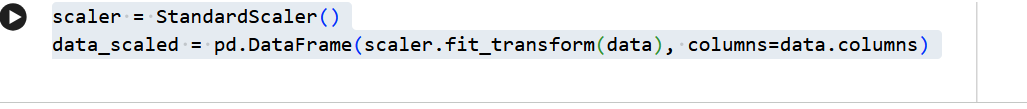 scaler = StandardScaler()
data_scaled = pd.DataFrame(scaler.fit_transform(data), columns=data.columns)